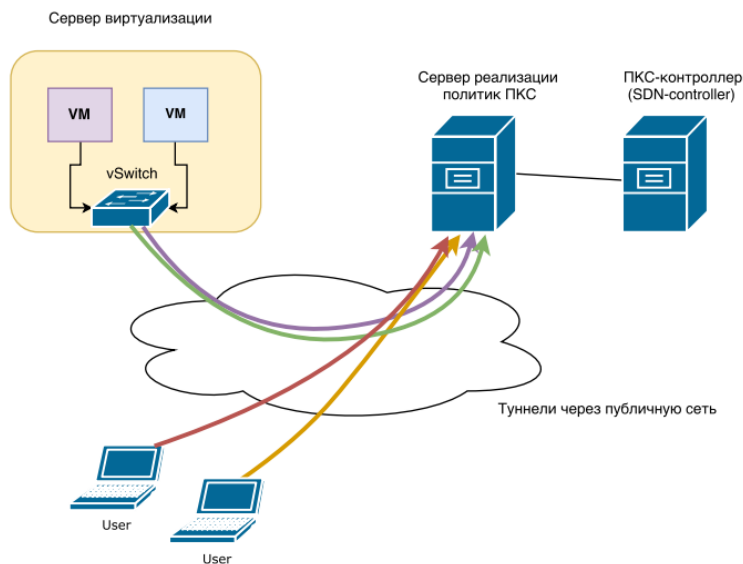 Сервер виртуализации
VM
VM
vSwitch
Сервер реализации
политик ПКС
ПКС-контроллер
(SDN-controller)
Туннели через публичную сеть
User
User